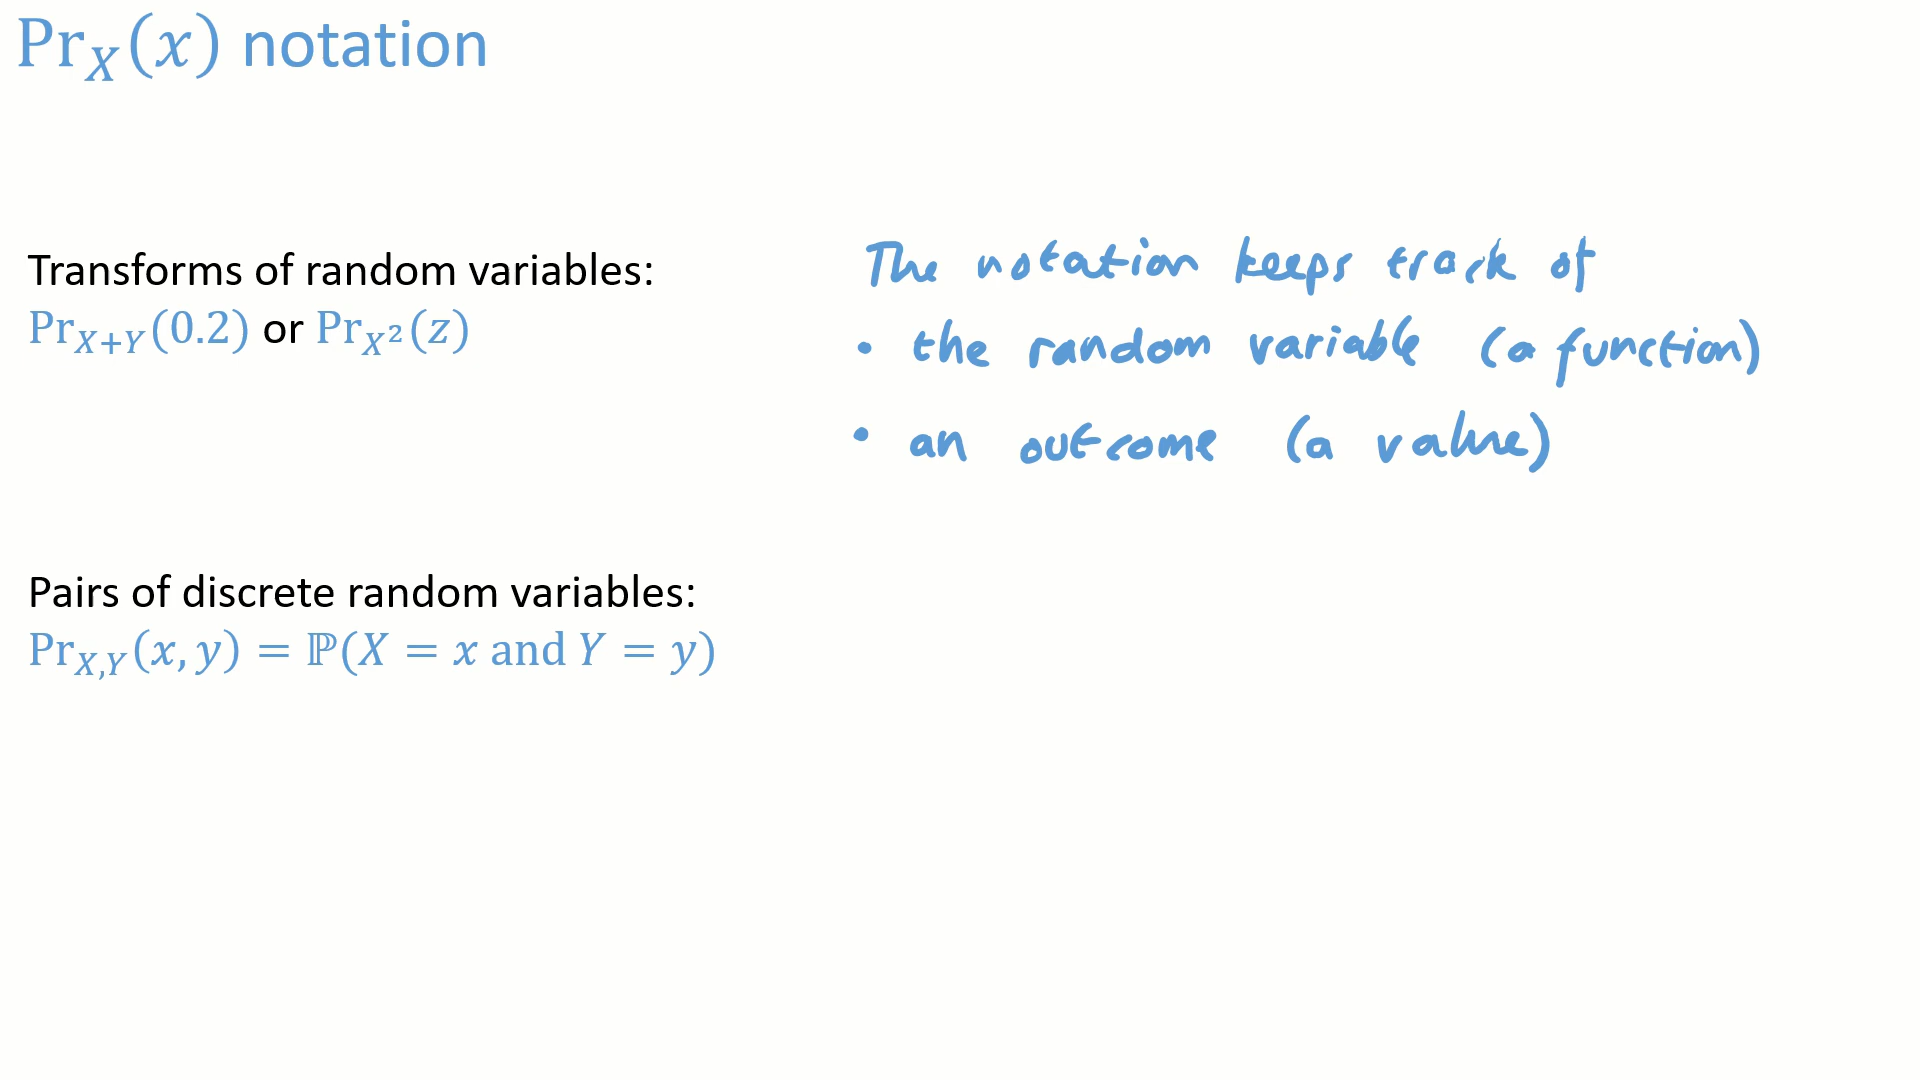 Pr_X(x) notation
Transforms of random variables:
Pr_{X+Y}(0.2) or Pr_{X²}(z)
The notation keeps track of
• the random variable (a function)
• an outcome (a value)
Pairs of discrete random variables:
Pr_{X,Y}(x, y) = ℙ(X = x and Y = y)